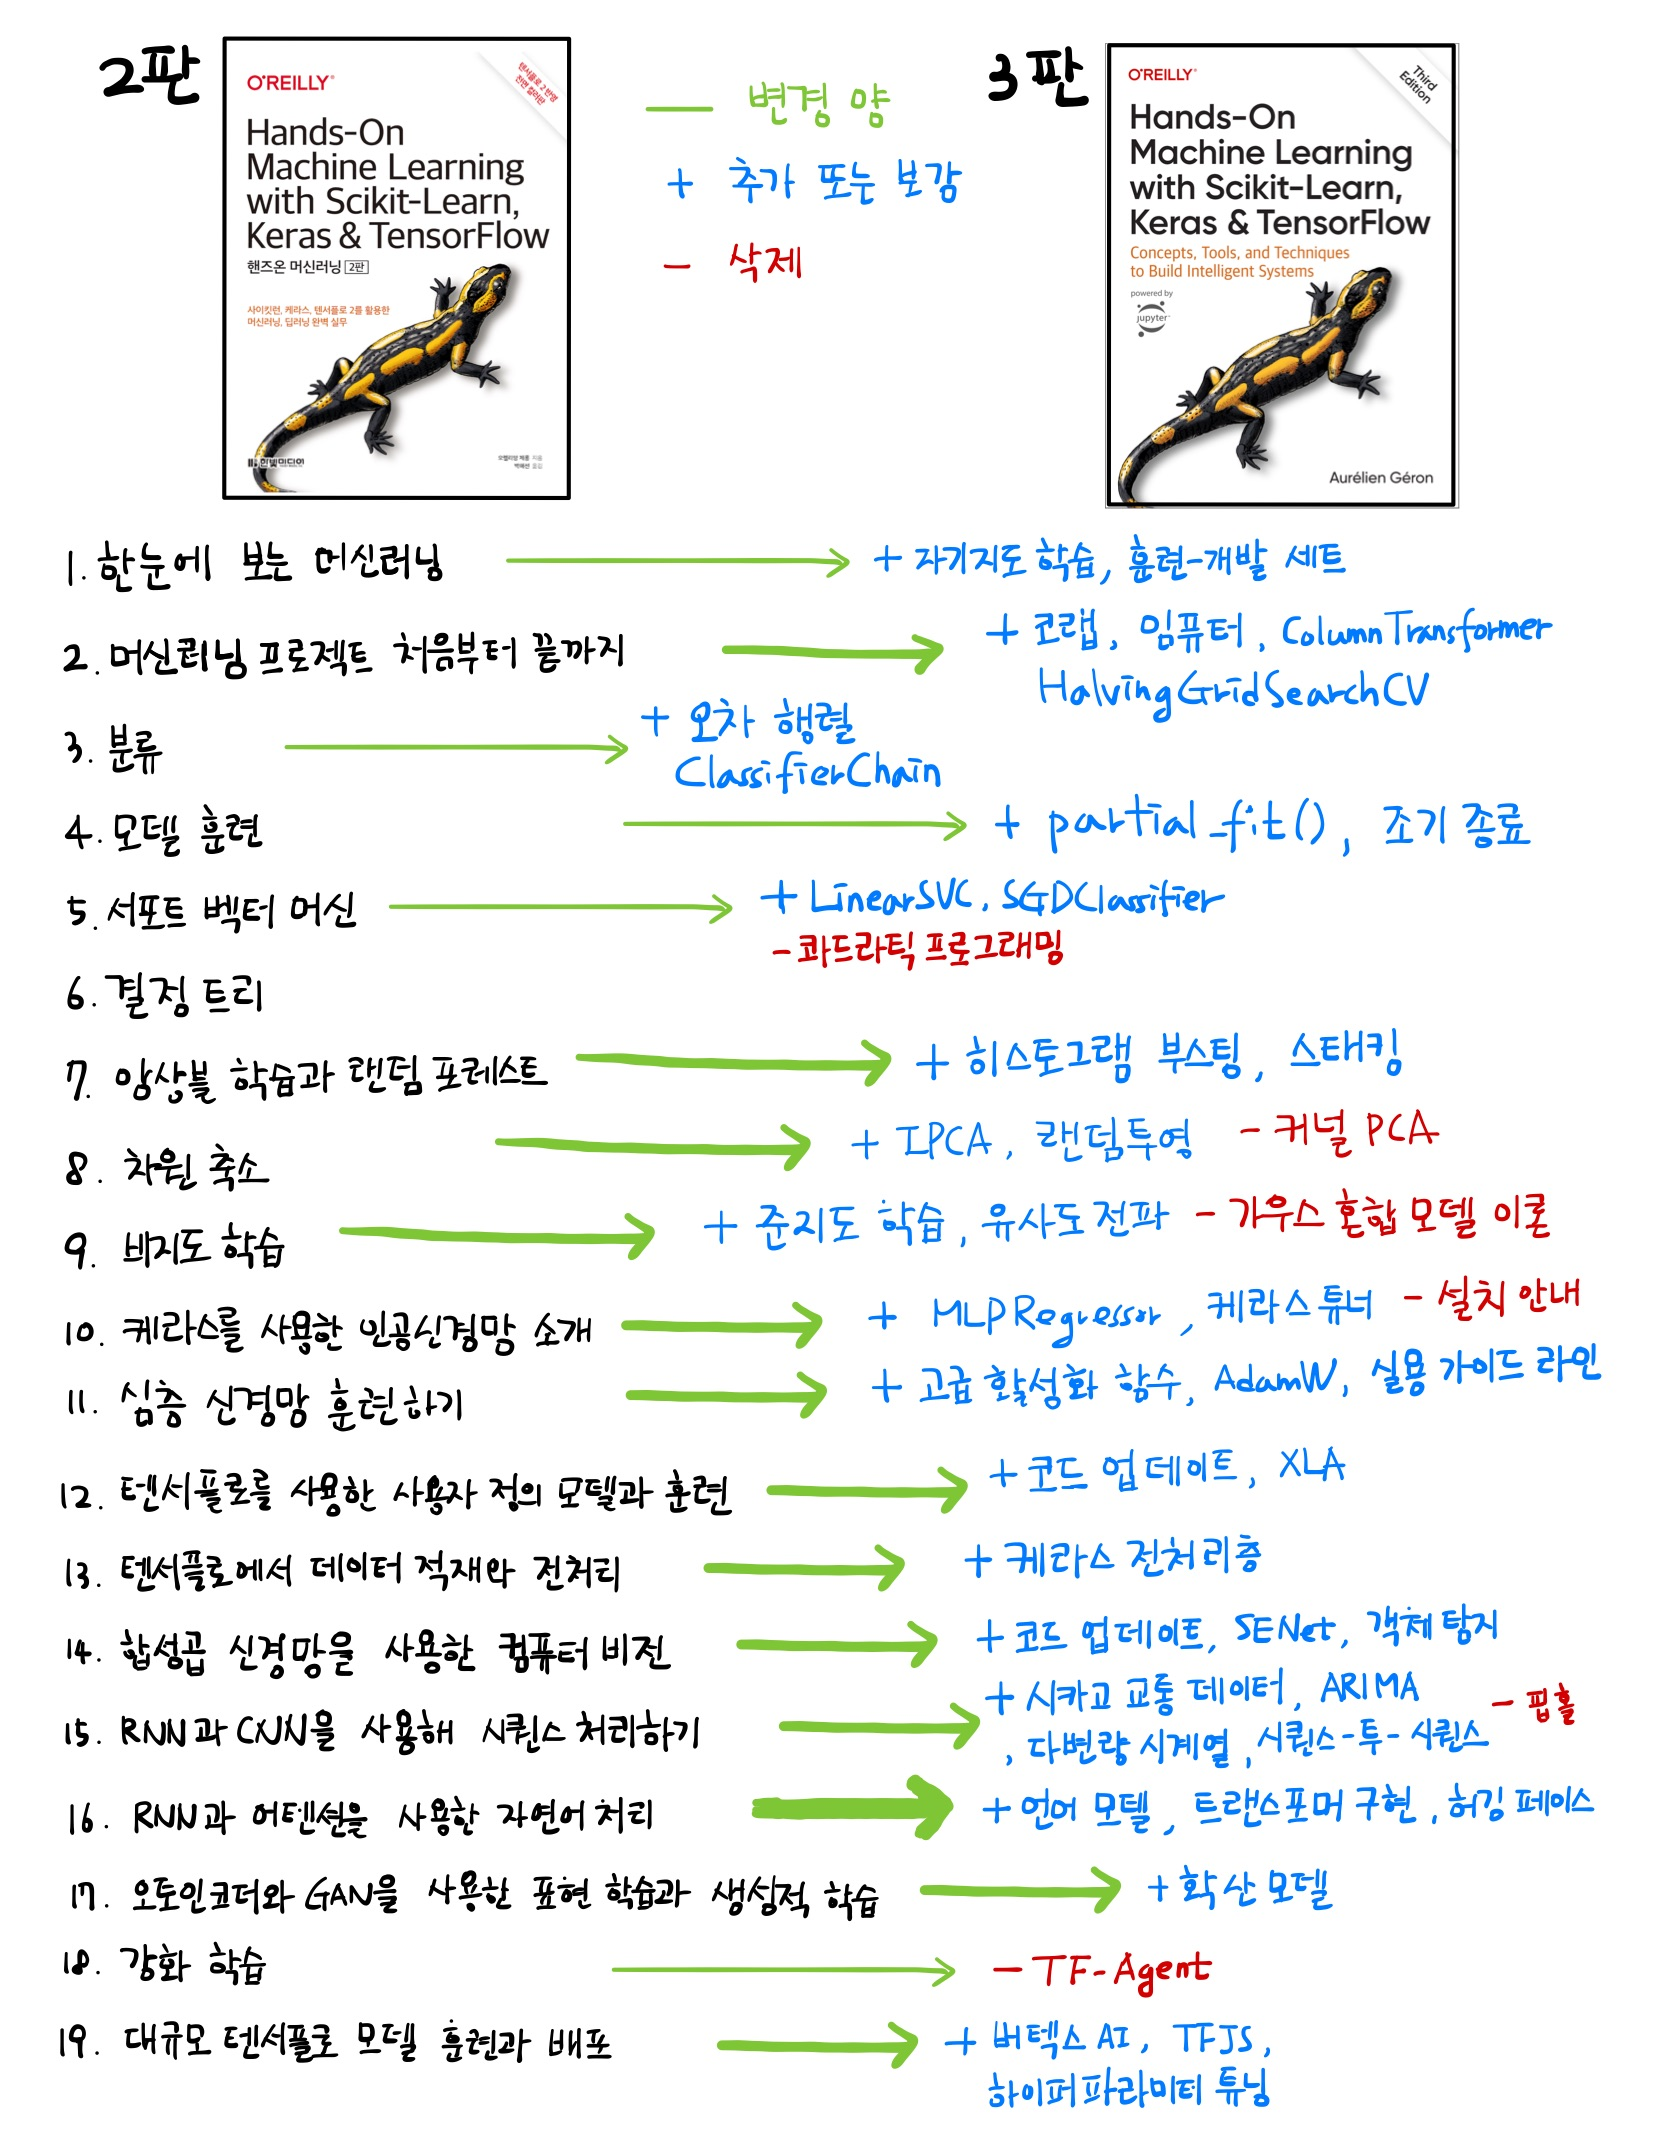 2판
O'REILLY
텐서플로 2 반영
전면 컬러판
Hands-On
Machine Learning
with Scikit-Learn,
Keras & TensorFlow
핸즈온 머신러닝 2판
사이킷런, 케라스, 텐서플로 2를 활용한
머신러닝, 딥러닝 완벽 실무
한빛미디어
오렐리앙 제롱 지음
박해선 옮김
변경 양
+ 추가 또는 보강
- 삭제
3판
O'REILLY
Third
Edition
Hands-On
Machine Learning
with Scikit-Learn,
Keras & TensorFlow
Concepts, Tools, and Techniques
to Build Intelligent Systems
powered by
jupyter
Aurélien Géron
1. 한눈에 보는 머신러닝 + 자기지도 학습, 훈련-개발 세트
2. 머신러닝 프로젝트 처음부터 끝까지 + 코랩, 임퓨터, ColumnTransformer
HalvingGridSearchCV
3. 분류 + 오차 행렬
ClassifierChain
4. 모델 훈련 + partial_fit(), 조기 종료
5. 서포트 벡터 머신 + LinearSVC, SGDClassifier
- 콰드라틱 프로그래밍
6. 결정 트리
7. 앙상블 학습과 랜덤 포레스트 + 히스토그램 부스팅, 스태킹
8. 차원 축소 + IPCA, 랜덤투영 - 커널 PCA
9. 비지도 학습 + 준지도 학습, 유사도 전파 - 가우스 혼합 모델 이론
10. 케라스를 사용한 인공신경망 소개 + MLPRegressor, 케라스 튜너 - 설치 안내
11. 심층 신경망 훈련하기 + 고급 활성화 함수, AdamW, 실용 가이드 라인
12. 텐서플로를 사용한 사용자 정의 모델과 훈련 + 코드 업데이트, XLA
13. 텐서플로에서 데이터 적재와 전처리 + 케라스 전처리층
14. 합성곱 신경망을 사용한 컴퓨터 비전 + 코드 업데이트, SENet, 객체 탐지
15. RNN과 CNN을 사용해 시퀀스 처리하기 + 시카고 교통 데이터, ARIMA - 핍홀
, 다변량 시계열, 시퀀스-투-시퀀스
16. RNN과 어텐션을 사용한 자연어 처리 + 언어 모델, 트랜스포머 구현, 허깅 페이스
17. 오토인코더와 GAN을 사용한 표현 학습과 생성적 학습 + 확산 모델
18. 강화 학습 - TF-Agent
19. 대규모 텐서플로 모델 훈련과 배포 + 버텍스 AI, TFJS,
하이퍼파라미터 튜닝